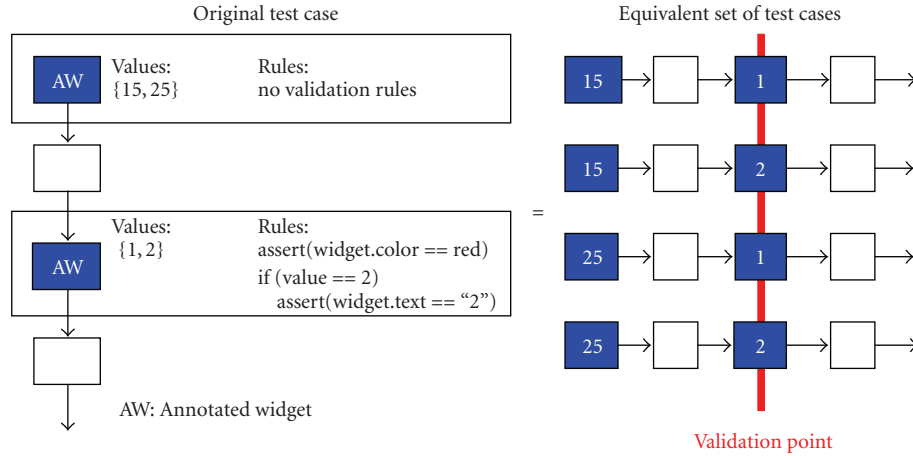 Original test case
AW
Values:
{15, 25}
Rules:
no validation rules
AW
Values:
{1, 2}
Rules:
assert(widget.color == red)
if (value == 2)
assert(widget.text == “2”)
AW: Annotated widget
=
Equivalent set of test cases
15
1
15
2
25
1
25
2
Validation point